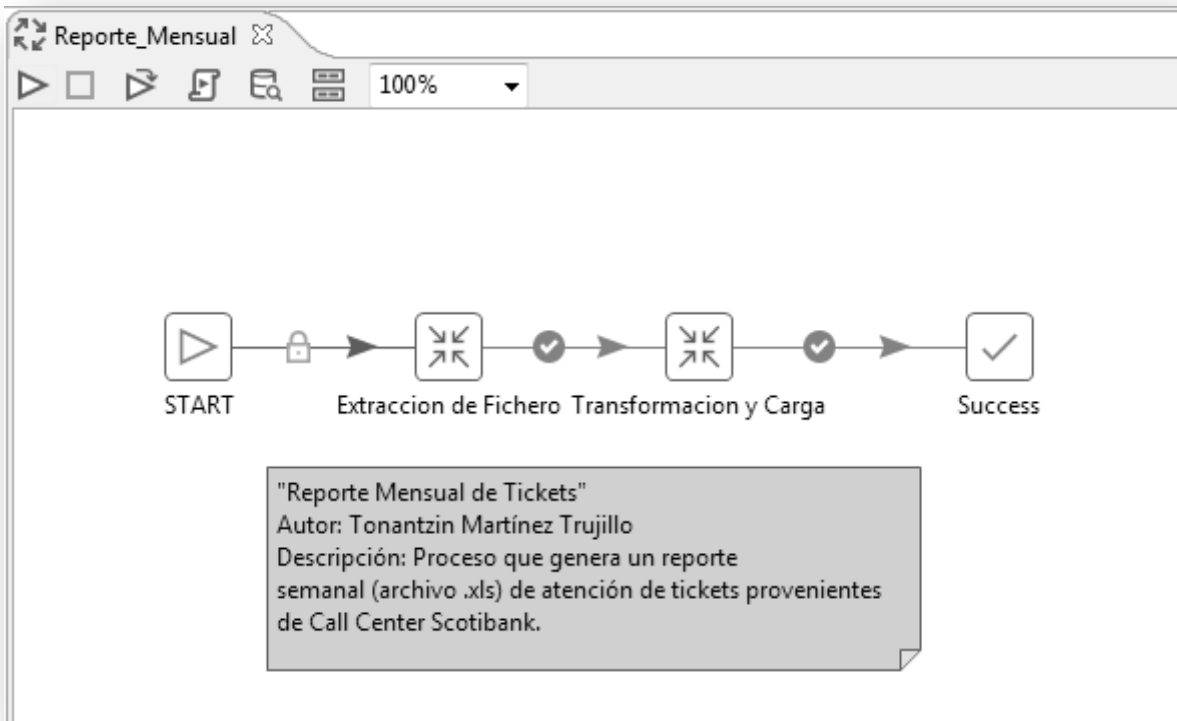 Reporte_Mensual
100%
START
Extraccion de Fichero
Transformacion y Carga
Success
"Reporte Mensual de Tickets"
Autor: Tonantzin Martínez Trujillo
Descripción: Proceso que genera un reporte
semanal (archivo .xls) de atención de tickets provenientes
de Call Center Scotibank.